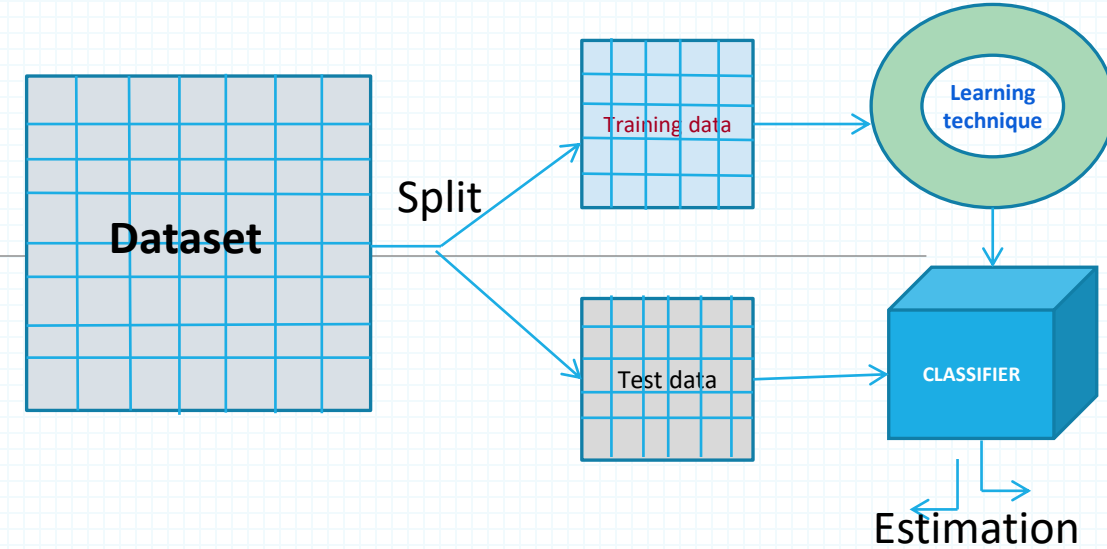 Dataset
Split
Training data
Test data
Learning
technique
CLASSIFIER
Estimation